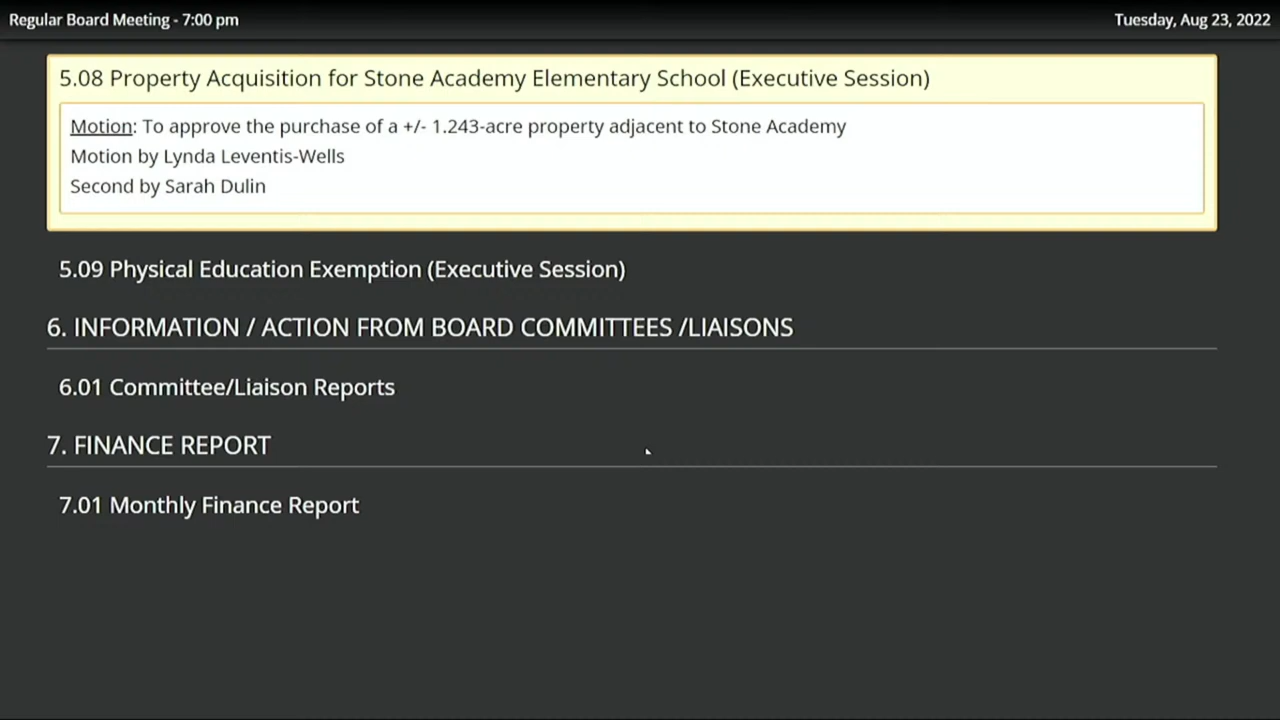 Regular Board Meeting - 7:00 pm
Tuesday, Aug 23, 2022
5.08 Property Acquisition for Stone Academy Elementary School (Executive Session)
Motion: To approve the purchase of a +/- 1.243-acre property adjacent to Stone Academy
Motion by Lynda Leventis-Wells
Second by Sarah Dulin
5.09 Physical Education Exemption (Executive Session)
6. INFORMATION / ACTION FROM BOARD COMMITTEES /LIAISONS
6.01 Committee/Liaison Reports
7. FINANCE REPORT
7.01 Monthly Finance Report